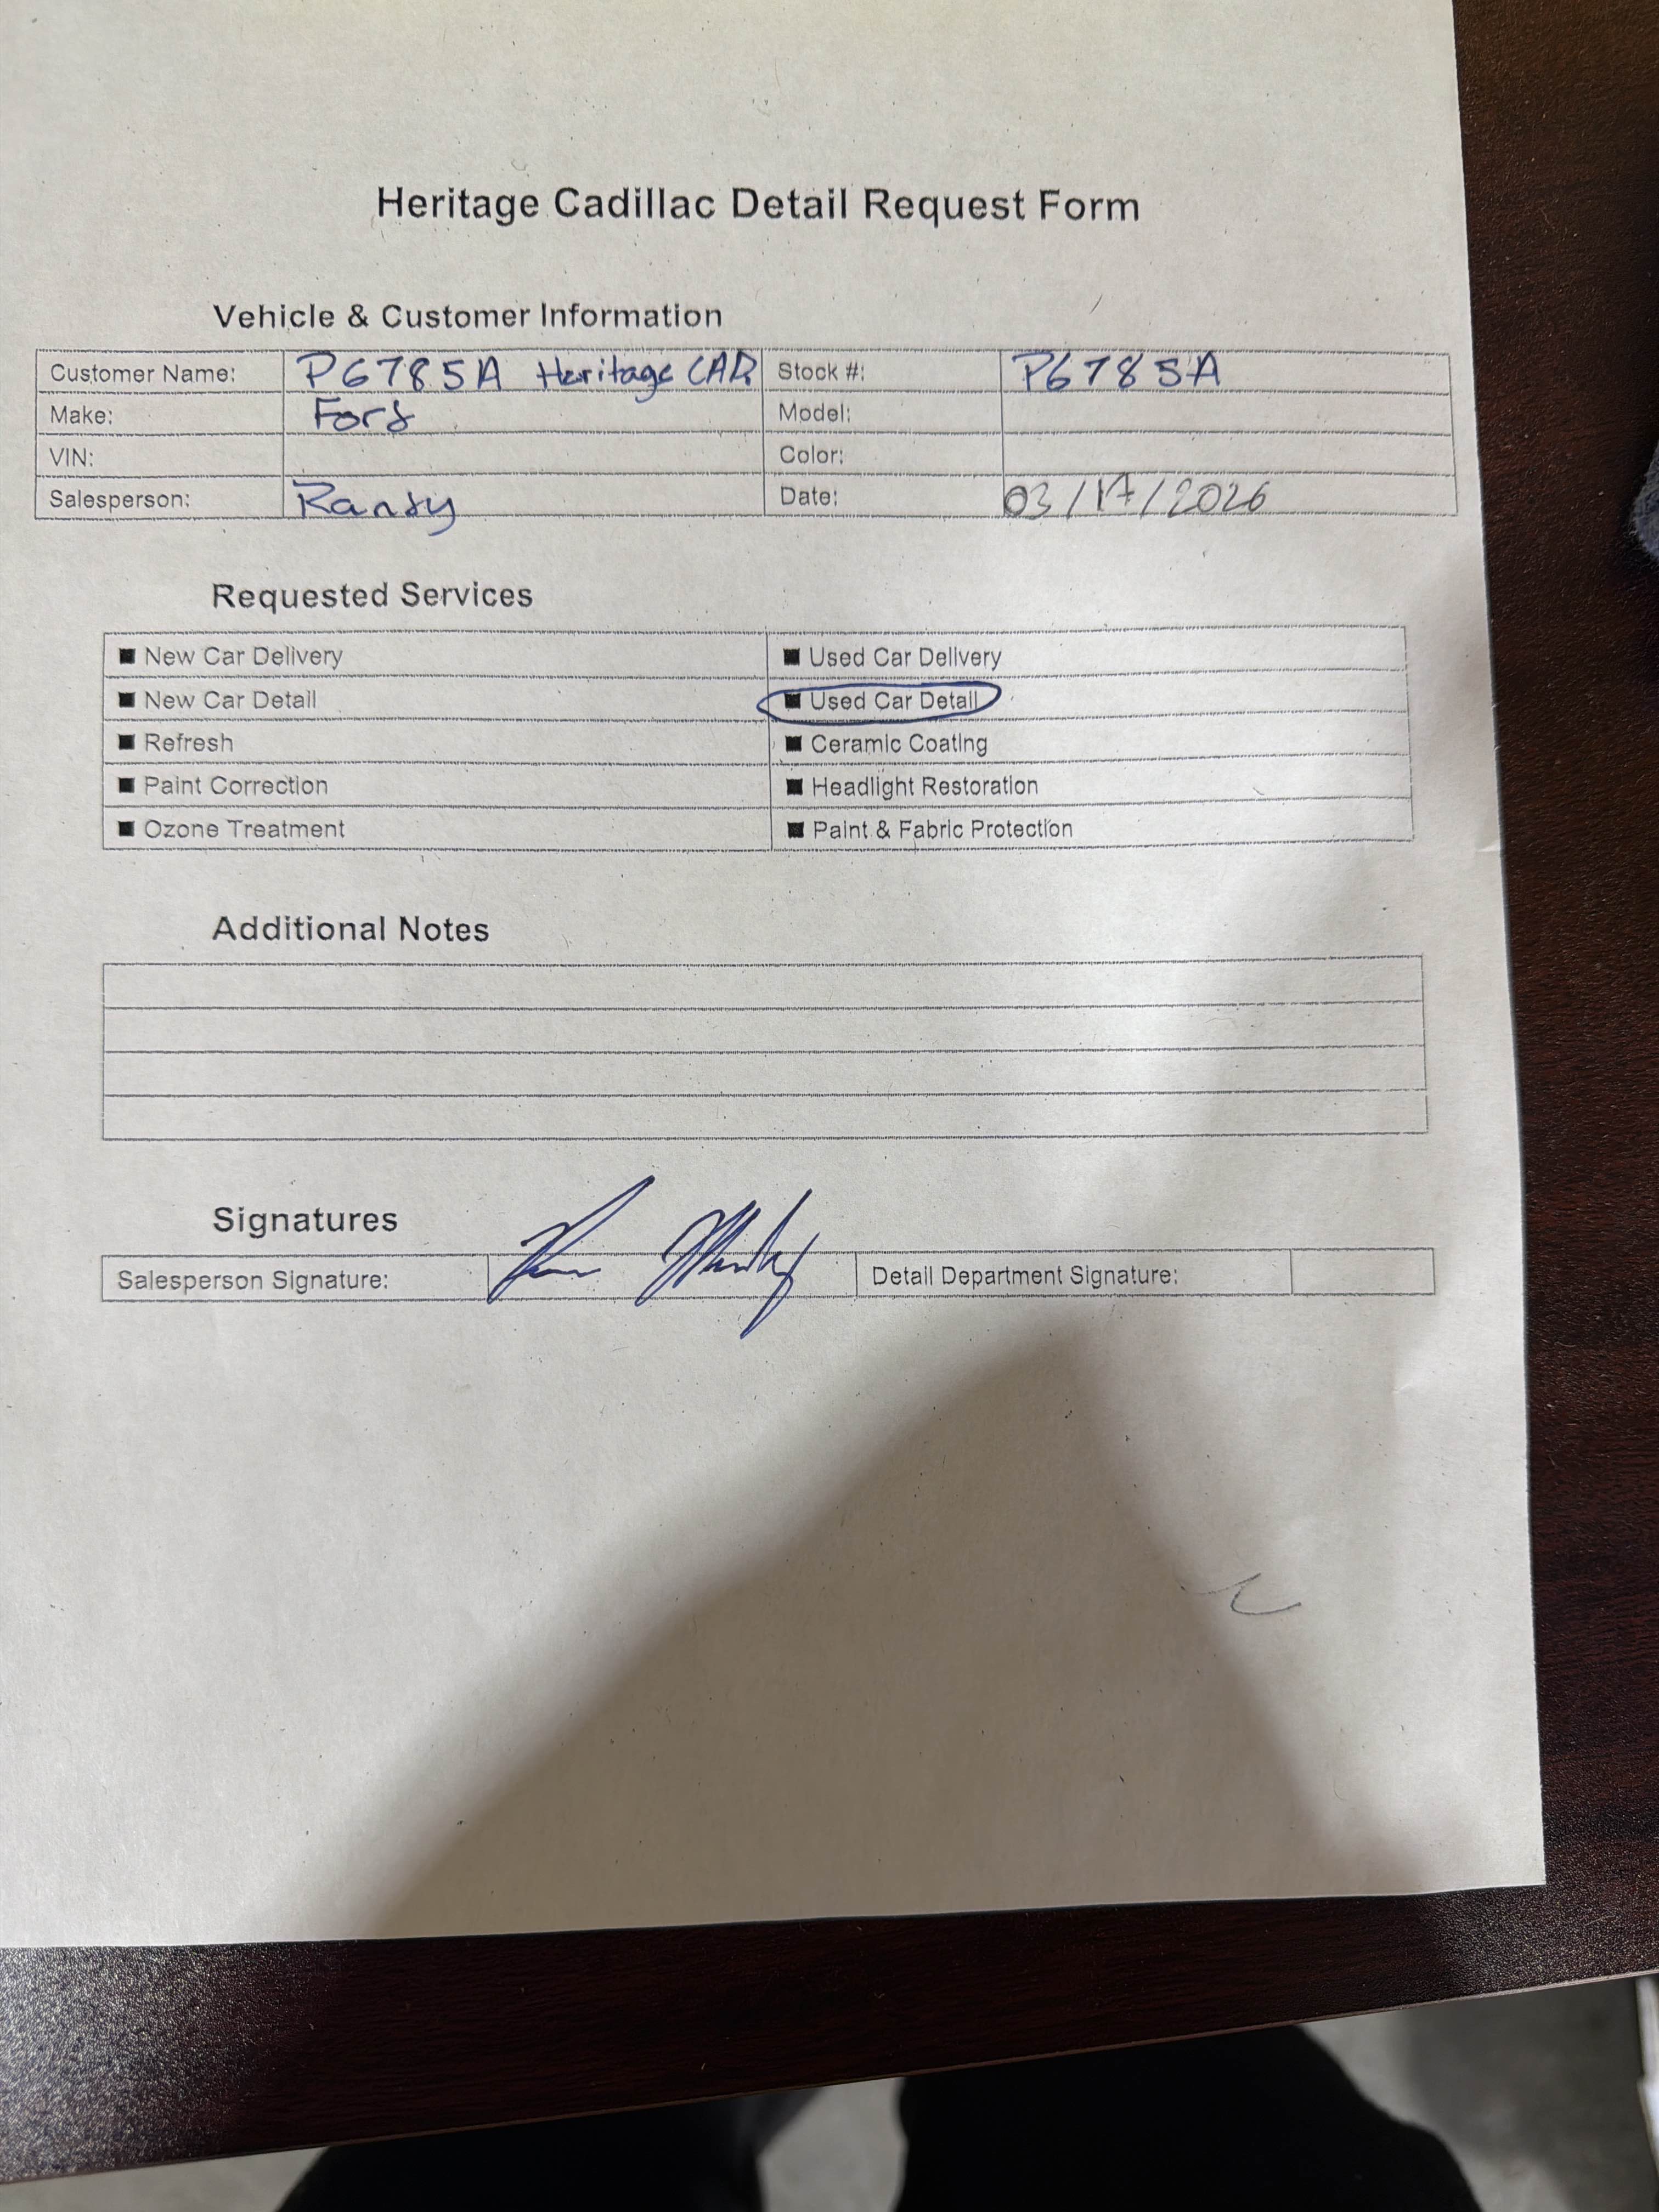 Heritage Cadillac Detail Request Form
Vehicle & Customer Information
Customer Name: P6785A Heritage CAD Stock #: P6785A
Make: Ford Model:
VIN: Color:
Salesperson: Randy Date: 03/17/2026
Requested Services
■ New Car Delivery ■ Used Car Delivery
■ New Car Detail ■ Used Car Detail
■ Refresh ■ Ceramic Coating
■ Paint Correction ■ Headlight Restoration
■ Ozone Treatment ■ Paint & Fabric Protection
Additional Notes
Signatures
Salesperson Signature: Detail Department Signature: